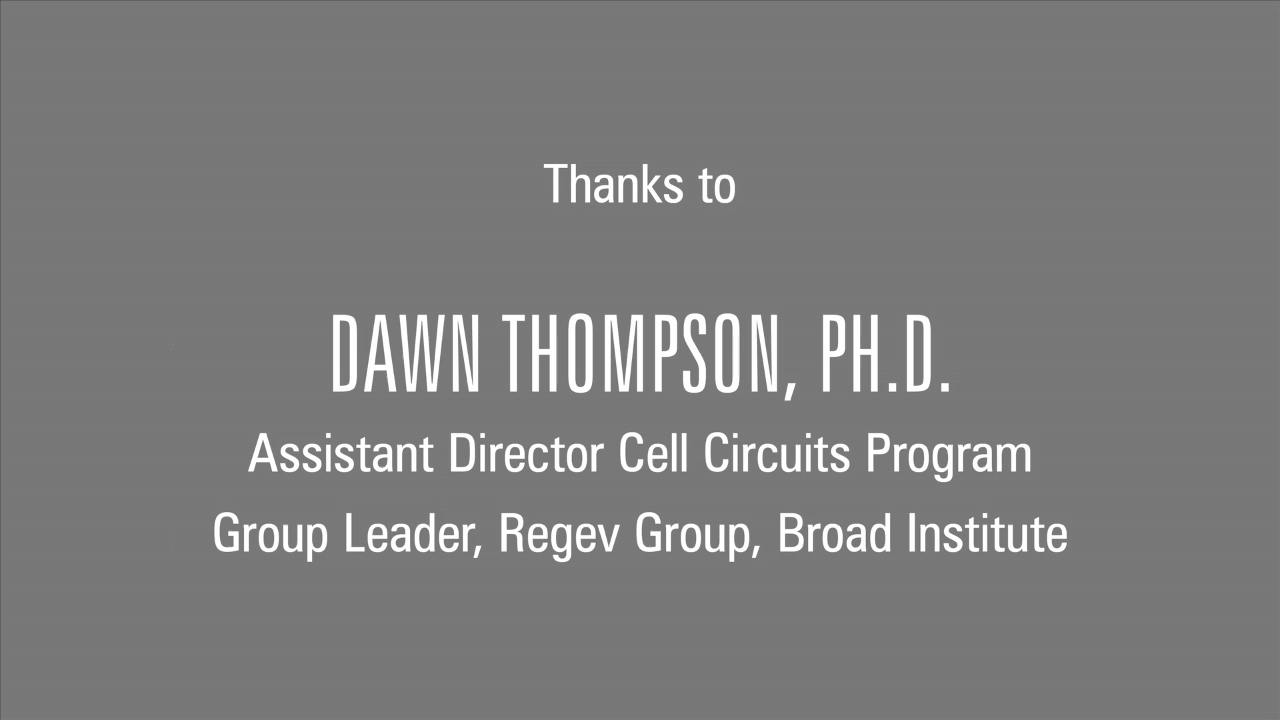 Thanks to
DAWN THOMPSON, PH.D.
Assistant Director Cell Circuits Program
Group Leader, Regev Group, Broad Institute